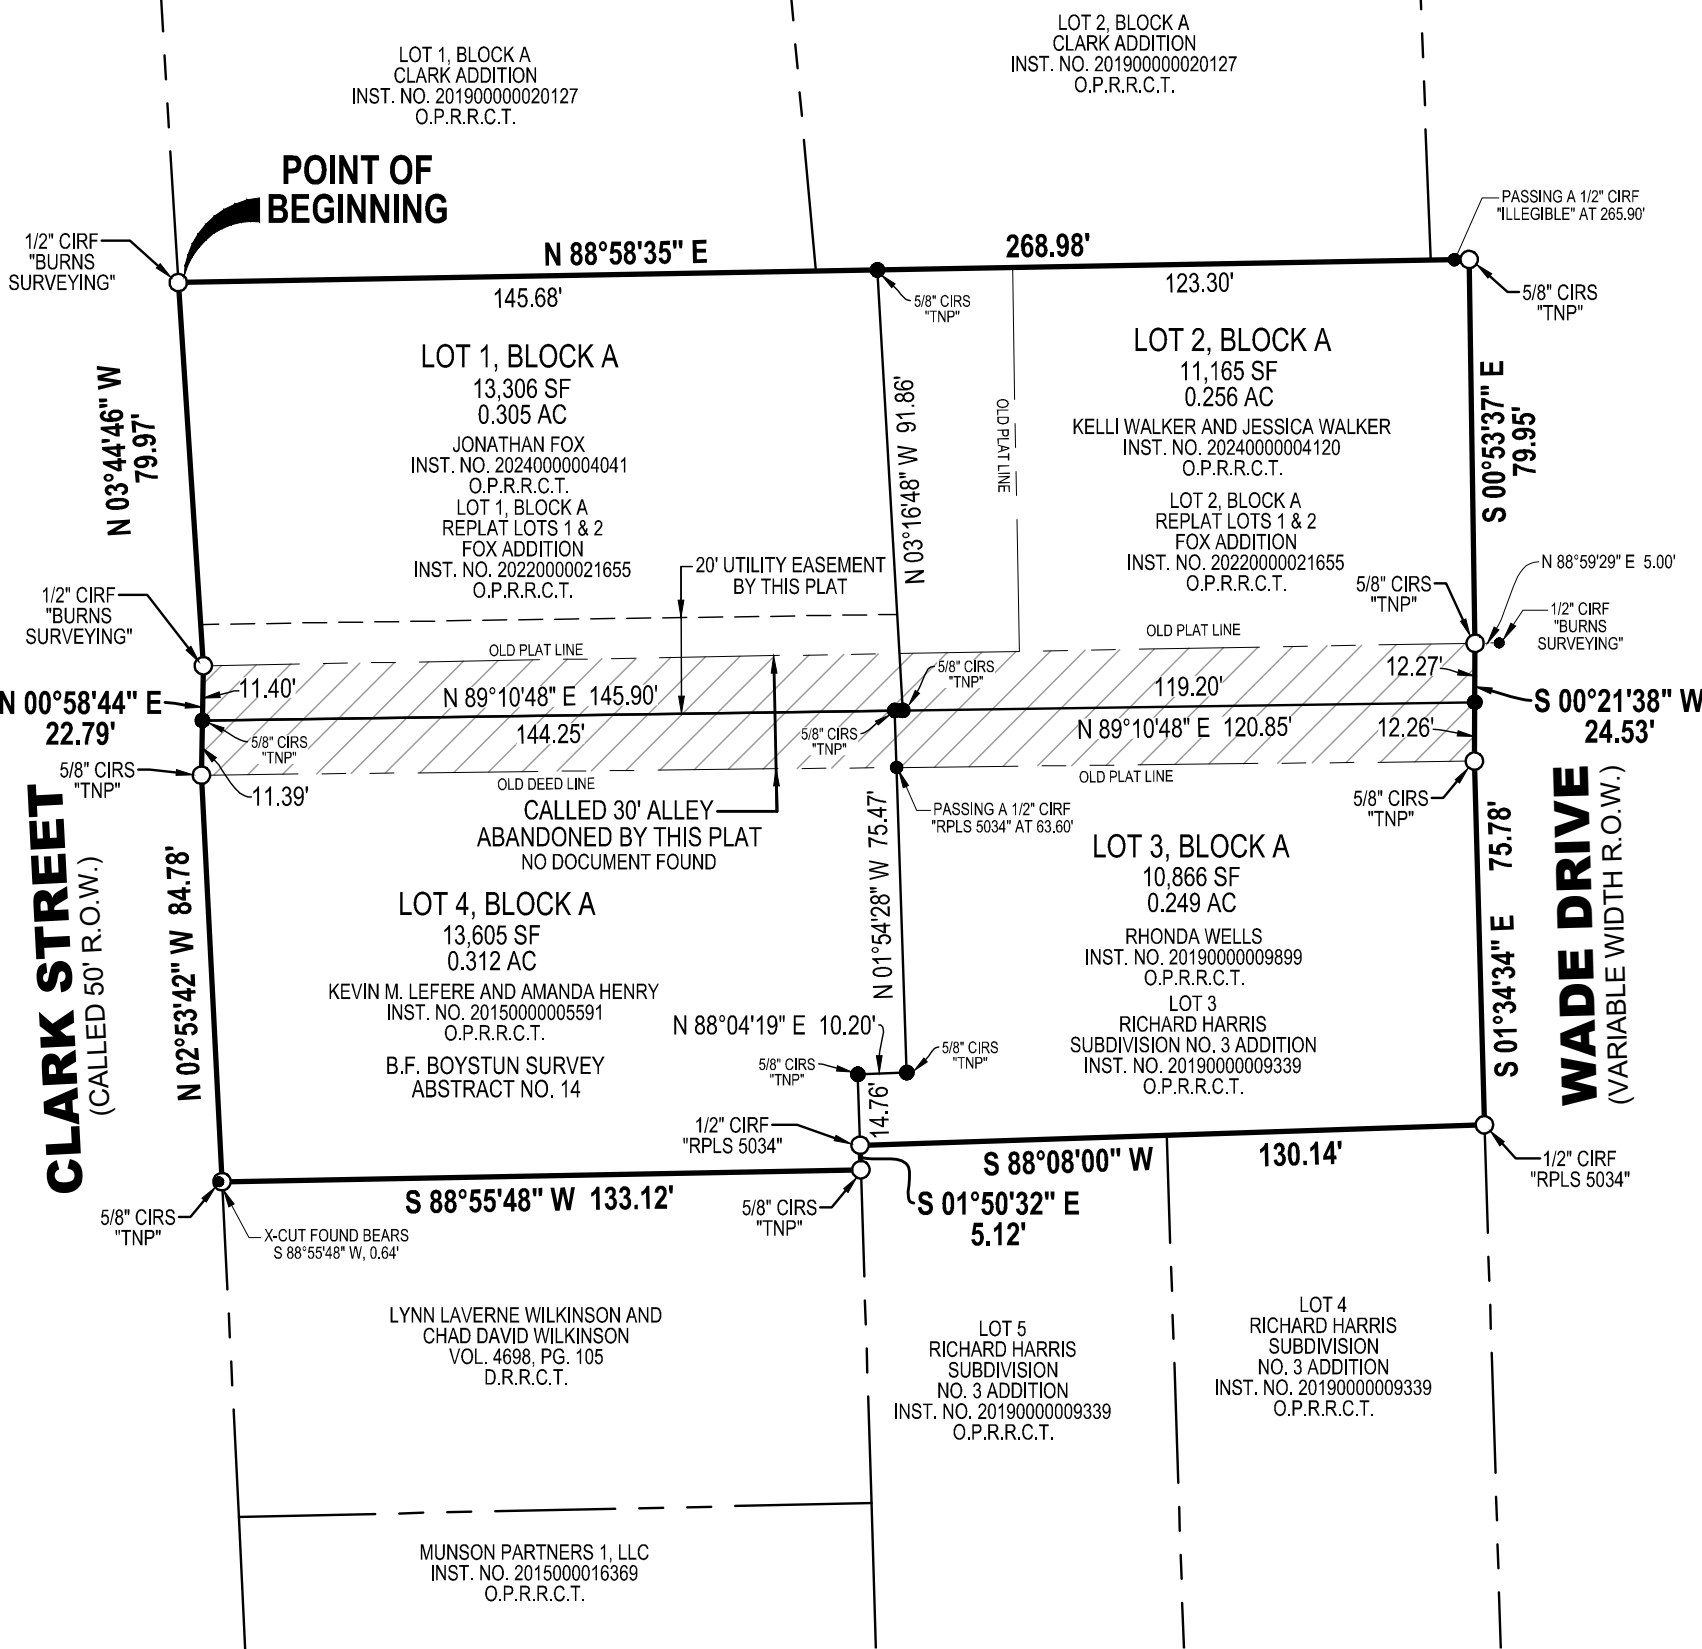 LOT 1, BLOCK A
CLARK ADDITION
INST. NO. 201900000020127
O.P.R.R.C.T.
LOT 2, BLOCK A
CLARK ADDITION
INST. NO. 201900000020127
O.P.R.R.C.T.
POINT OF
BEGINNING
1/2" CIRF
"BURNS
SURVEYING"
PASSING A 1/2" CIRF
"ILLEGIBLE" AT 265.90'
N 88°58'35" E
268.98'
145.68'
123.30'
5/8" CIRS
"TNP"
5/8" CIRS
"TNP"
N 03°44'46" W
79.97'
LOT 1, BLOCK A
13,306 SF
0.305 AC
JONATHAN FOX
INST. NO. 20240000004041
O.P.R.R.C.T.
LOT 1, BLOCK A
REPLAT LOTS 1 & 2
FOX ADDITION
INST. NO. 20220000021655
O.P.R.R.C.T.
N 03°16'48" W 91.86'
OLD PLAT LINE
LOT 2, BLOCK A
11,165 SF
0.256 AC
KELLI WALKER AND JESSICA WALKER
INST. NO. 20240000004120
O.P.R.R.C.T.
LOT 2, BLOCK A
REPLAT LOTS 1 & 2
FOX ADDITION
INST. NO. 20220000021655
O.P.R.R.C.T.
S 00°53'37" E
79.95'
20' UTILITY EASEMENT
BY THIS PLAT
1/2" CIRF
"BURNS
SURVEYING"
5/8" CIRS
"TNP"
N 88°59'29" E 5.00'
1/2" CIRF
"BURNS
SURVEYING"
OLD PLAT LINE
OLD PLAT LINE
N 00°58'44" E
22.79'
11.40'
N 89°10'48" E 145.90'
5/8" CIRS
"TNP"
119.20'
12.27'
S 00°21'38" W
24.53'
5/8" CIRS
"TNP"
144.25'
5/8" CIRS
"TNP"
N 89°10'48" E 120.85'
12.26'
5/8" CIRS
"TNP"
11.39'
OLD DEED LINE
OLD PLAT LINE
5/8" CIRS
"TNP"
CALLED 30' ALLEY
ABANDONED BY THIS PLAT
NO DOCUMENT FOUND
PASSING A 1/2" CIRF
"RPLS 5034" AT 63.60'
CLARK STREET
(CALLED 50' R.O.W.)
N 02°53'42" W 84.78'
LOT 4, BLOCK A
13,605 SF
0.312 AC
KEVIN M. LEFERE AND AMANDA HENRY
INST. NO. 20150000005591
O.P.R.R.C.T.
B.F. BOYSTUN SURVEY
ABSTRACT NO. 14
N 01°54'28" W 75.47'
LOT 3, BLOCK A
10,866 SF
0.249 AC
RHONDA WELLS
INST. NO. 20190000009899
O.P.R.R.C.T.
LOT 3
RICHARD HARRIS
SUBDIVISION NO. 3 ADDITION
INST. NO. 20190000009339
O.P.R.R.C.T.
S 01°34'34" E 75.78'
WADE DRIVE
(VARIABLE WIDTH R.O.W.)
N 88°04'19" E 10.20'
5/8" CIRS
"TNP"
5/8" CIRS
"TNP"
14.76'
1/2" CIRF
"RPLS 5034"
S 88°08'00" W
130.14'
1/2" CIRF
"RPLS 5034"
S 88°55'48" W 133.12'
5/8" CIRS
"TNP"
S 01°50'32" E
5.12'
5/8" CIRS
"TNP"
X-CUT FOUND BEARS
S 88°55'48" W, 0.64'
LYNN LAVERNE WILKINSON AND
CHAD DAVID WILKINSON
VOL. 4698, PG. 105
D.R.R.C.T.
LOT 5
RICHARD HARRIS
SUBDIVISION
NO. 3 ADDITION
INST. NO. 20190000009339
O.P.R.R.C.T.
LOT 4
RICHARD HARRIS
SUBDIVISION
NO. 3 ADDITION
INST. NO. 20190000009339
O.P.R.R.C.T.
MUNSON PARTNERS 1, LLC
INST. NO. 2015000016369
O.P.R.R.C.T.